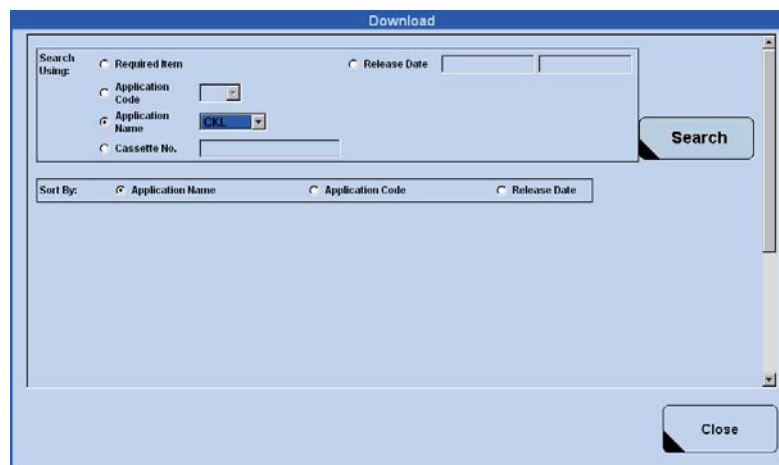 Download
Search
Using:
Required Item
Release Date
Application
Code
Application
Name
CKL
Cassette No.
Search
Sort By:
Application Name
Application Code
Release Date
Close